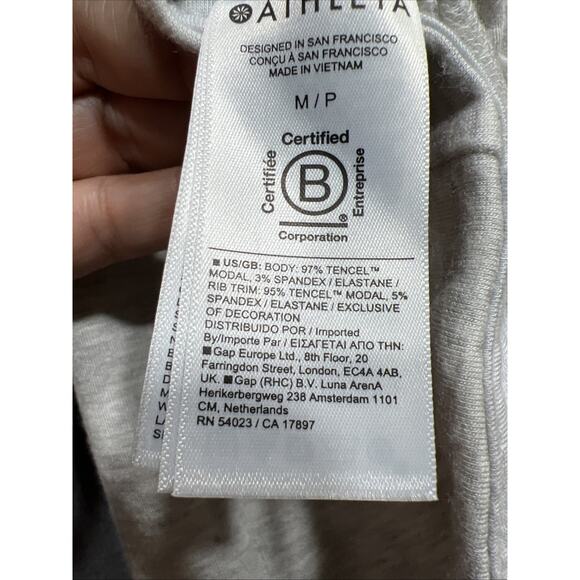 ATHLETA
DESIGNED IN SAN FRANCISCO
CONÇU À SAN FRANCISCO
MADE IN VIETNAM
M / P
Certified
Certifiée
B
Entreprise
®
Corporation
■ US/GB: BODY: 97% TENCEL™
MODAL, 3% SPANDEX / ELASTANE /
RIB TRIM: 95% TENCEL™ MODAL, 5%
SPANDEX / ELASTANE / EXCLUSIVE
OF DECORATION
DISTRIBUIDO POR / Imported
By/Importe Par / ΕΙΣΑΓΕΤΑΙ ΑΠΟ ΤΗΝ:
■ Gap Europe Ltd., 8th Floor, 20
Farringdon Street, London, EC4A 4AB,
UK. ■ Gap (RHC) B.V. Luna ArenA
Herikerbergweg 238 Amsterdam 1101
CM, Netherlands
RN 54023 / CA 17897